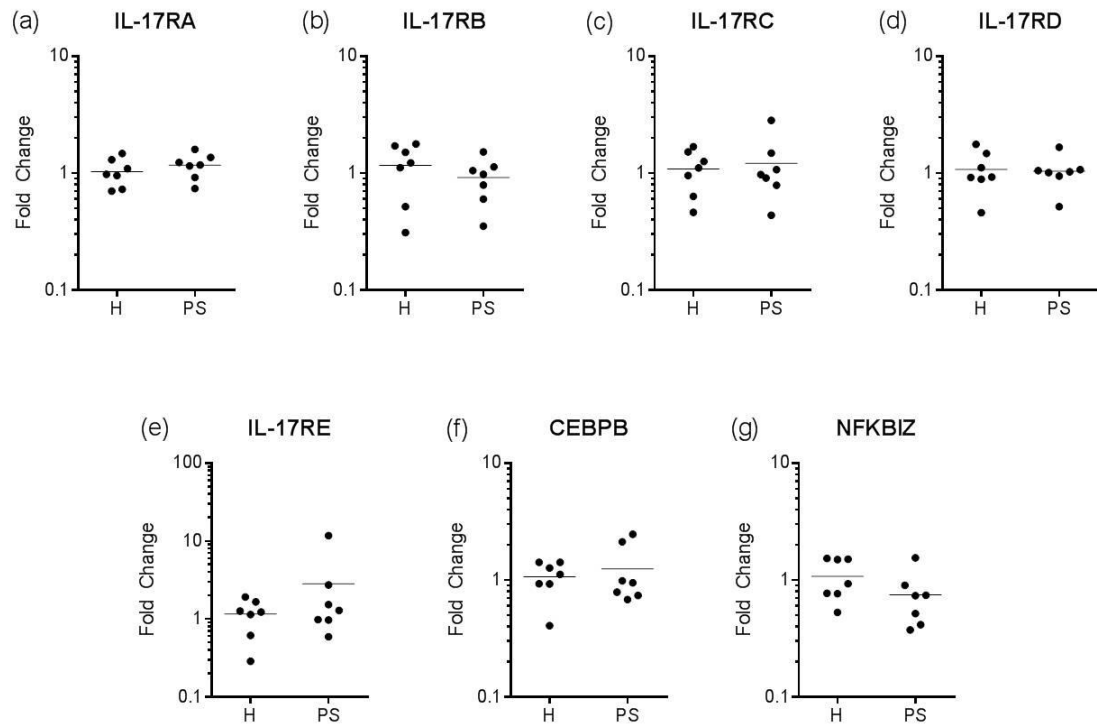 (a) IL-17RA
10
1
0.1
Fold Change
H PS
(b) IL-17RB
10
1
0.1
Fold Change
H PS
(c) IL-17RC
10
1
0.1
Fold Change
H PS
(d) IL-17RD
10
1
0.1
Fold Change
H PS
(e) IL-17RE
100
10
1
0.1
Fold Change
H PS
(f) CEBPB
10
1
0.1
Fold Change
H PS
(g) NFKBIZ
10
1
0.1
Fold Change
H PS